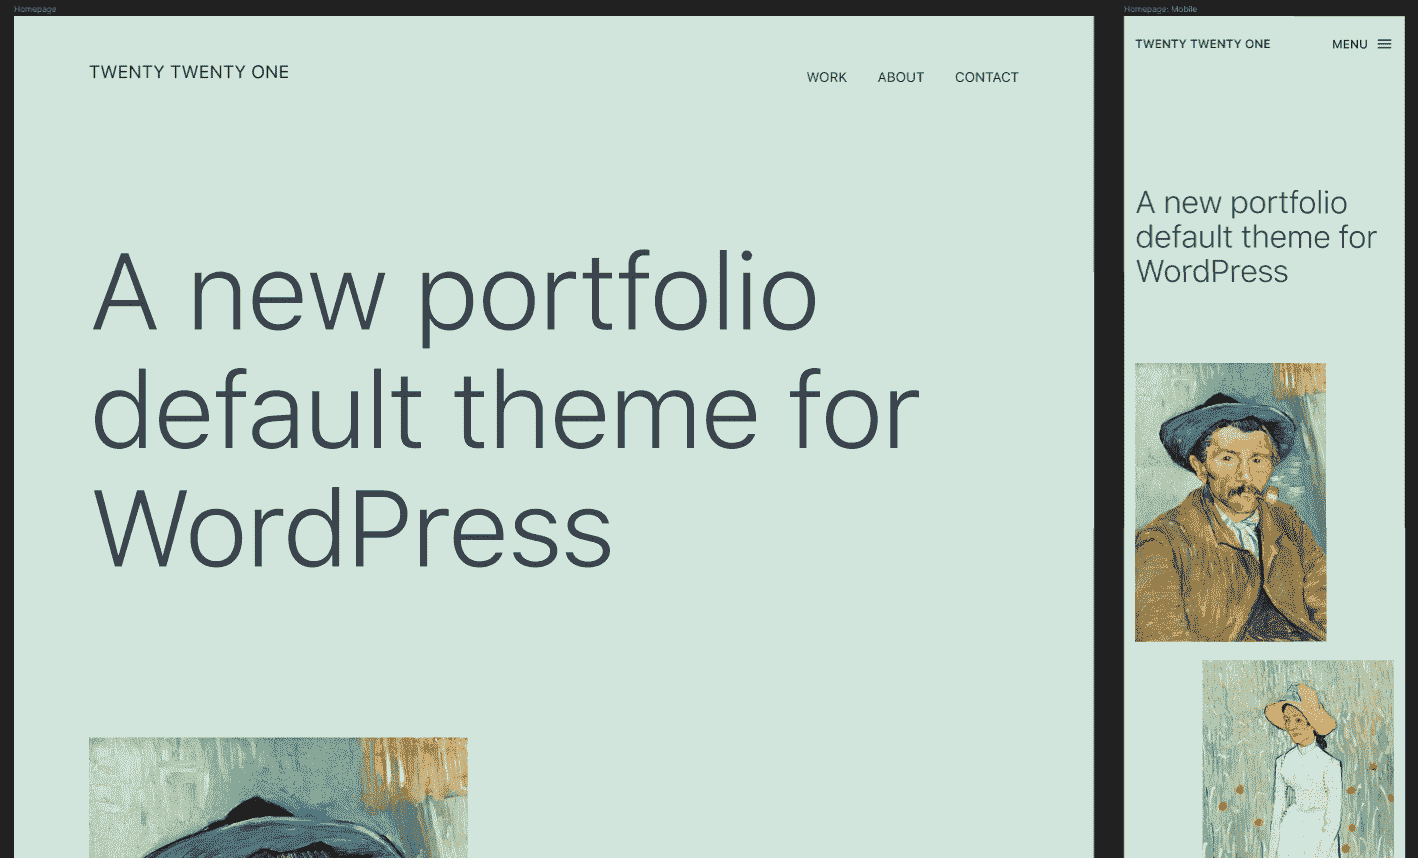 Homepage
TWENTY TWENTY ONE
WORK ABOUT CONTACT
A new portfolio
default theme for
WordPress
Homepage: Mobile
TWENTY TWENTY ONE
MENU
A new portfolio
default theme for
WordPress